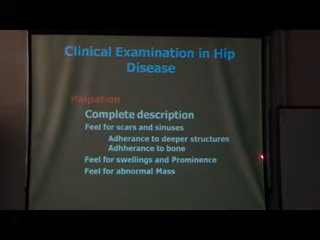 Clinical Examination in Hip
Disease
Palpation
Complete description
Feel for scars and sinuses
Adherance to deeper structures
Adhherance to bone
Feel for swellings and Prominence
Feel for abnormal Mass